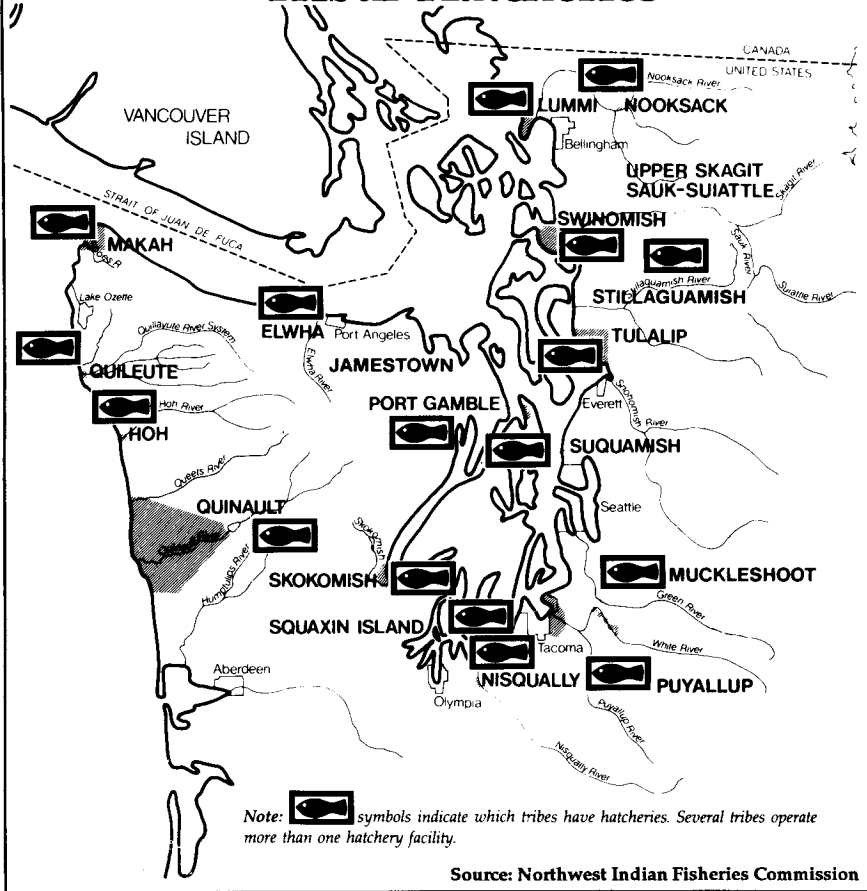 CANADA
UNITED STATES
Nooksack River
LUMMI
NOOKSACK
Bellingham
VANCOUVER
ISLAND
UPPER SKAGIT
SAUK-SUIATTLE
Skagit River
STRAIT OF JUAN DE FUCA
SWINOMISH
MAKAH
Sauk River
Suiattle River
STILLAGUAMISH
Lake Ozette
ELWHA
Port Angeles
Quillayute River System
TULALIP
Elwha River
JAMESTOWN
QUILEUTE
Everett
Snohomish River
Hoh River
PORT GAMBLE
HOH
SUQUAMISH
Queets River
QUINAULT
Seattle
Skokomish
SKOKOMISH
MUCKLESHOOT
Humptulips River
Green River
SQUAXIN ISLAND
White River
Tacoma
Aberdeen
NISQUALLY
PUYALLUP
Olympia
Puyallup River
Nisqually River
Note: symbols indicate which tribes have hatcheries. Several tribes operate
more than one hatchery facility.
Source: Northwest Indian Fisheries Commission